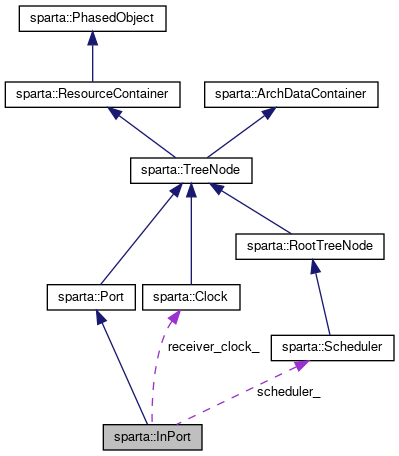 sparta::PhasedObject
sparta::ResourceContainer
sparta::ArchDataContainer
sparta::TreeNode
sparta::RootTreeNode
sparta::Port
sparta::Clock
sparta::Scheduler
receiver_clock_
scheduler_
sparta::InPort